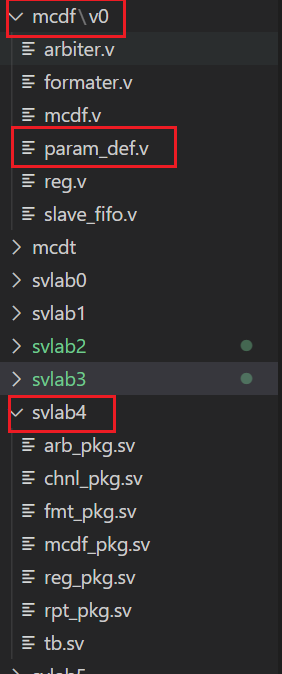 mcdf\v0
arbiter.v
formater.v
mcdf.v
param_def.v
reg.v
slave_fifo.v
mcdt
svlab0
svlab1
svlab2
svlab3
svlab4
arb_pkg.sv
chnl_pkg.sv
fmt_pkg.sv
mcdf_pkg.sv
reg_pkg.sv
rpt_pkg.sv
tb.sv